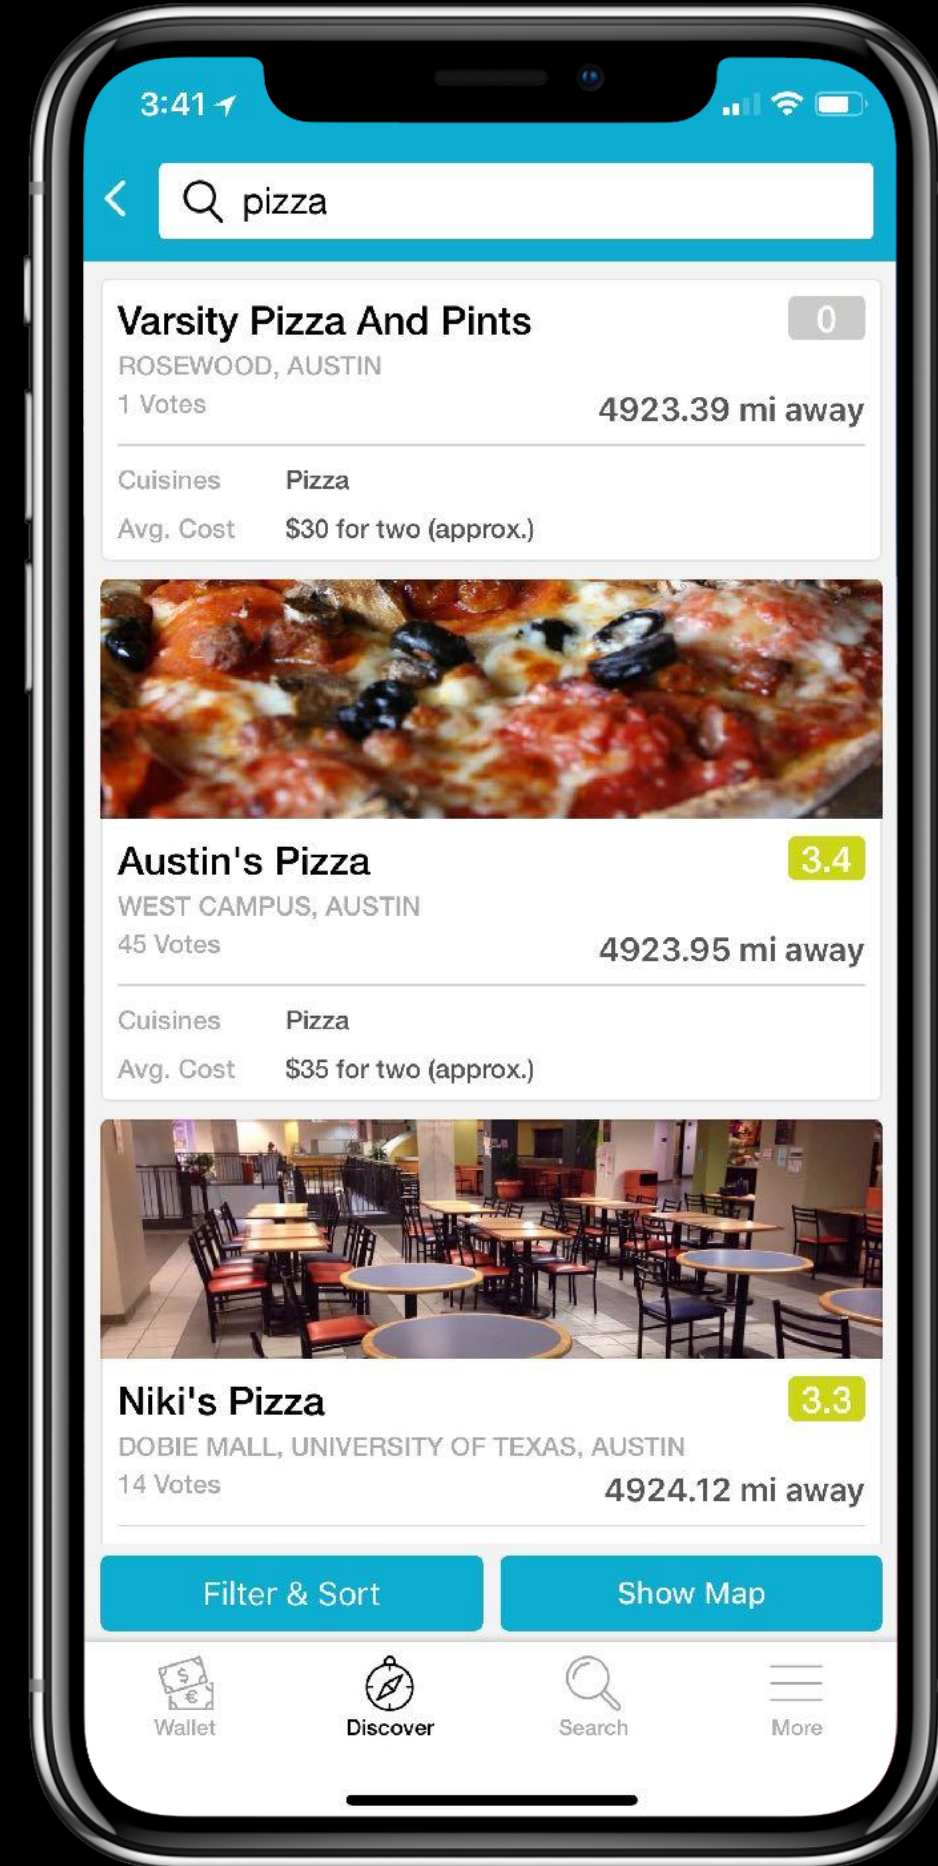 3:41
pizza
Varsity Pizza And Pints
0
ROSEWOOD, AUSTIN
1 Votes
4923.39 mi away
Cuisines Pizza
Avg. Cost $30 for two (approx.)
Austin's Pizza
3.4
WEST CAMPUS, AUSTIN
45 Votes
4923.95 mi away
Cuisines Pizza
Avg. Cost $35 for two (approx.)
Niki's Pizza
3.3
DOBIE MALL, UNIVERSITY OF TEXAS, AUSTIN
14 Votes
4924.12 mi away
Filter & Sort
Show Map
$
€
Wallet
Discover
Search
More